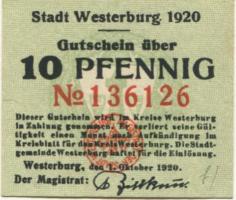 Stadt Westerburg. 1920
Gutschein über
10 PFENNIG
No 136126
Dieser Gutschein wird im Kreise Westerburg
in Zahlung genommen. Er verliert seine Gül-
tigkeit einen Monat nach Aufkündigung im
Kreisblatt für den Kreis Westerburg. Die Stadt-
gemeinde Westerburg haftet für die Einlösung.
Westerburg, den 1. Oktober 1920.
Der Magistrat: